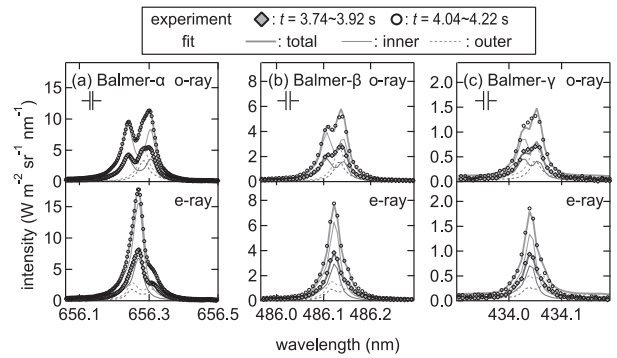 experiment ◆: t = 3.74~3.92 s ○: t = 4.04~4.22 s
fit —: total —: inner ----: outer
(a) Balmer-α o-ray
(b) Balmer-β o-ray
(c) Balmer-γ o-ray
15
10
5
0
8
6
4
2
0
2.0
1.5
1.0
0.5
0.0
e-ray
e-ray
e-ray
15
10
5
0
8
6
4
2
0
2.0
1.5
1.0
0.5
0.0
656.1 656.3 656.5
486.0 486.1 486.2
434.0 434.1
intensity (W m⁻² sr⁻¹ nm⁻¹)
wavelength (nm)